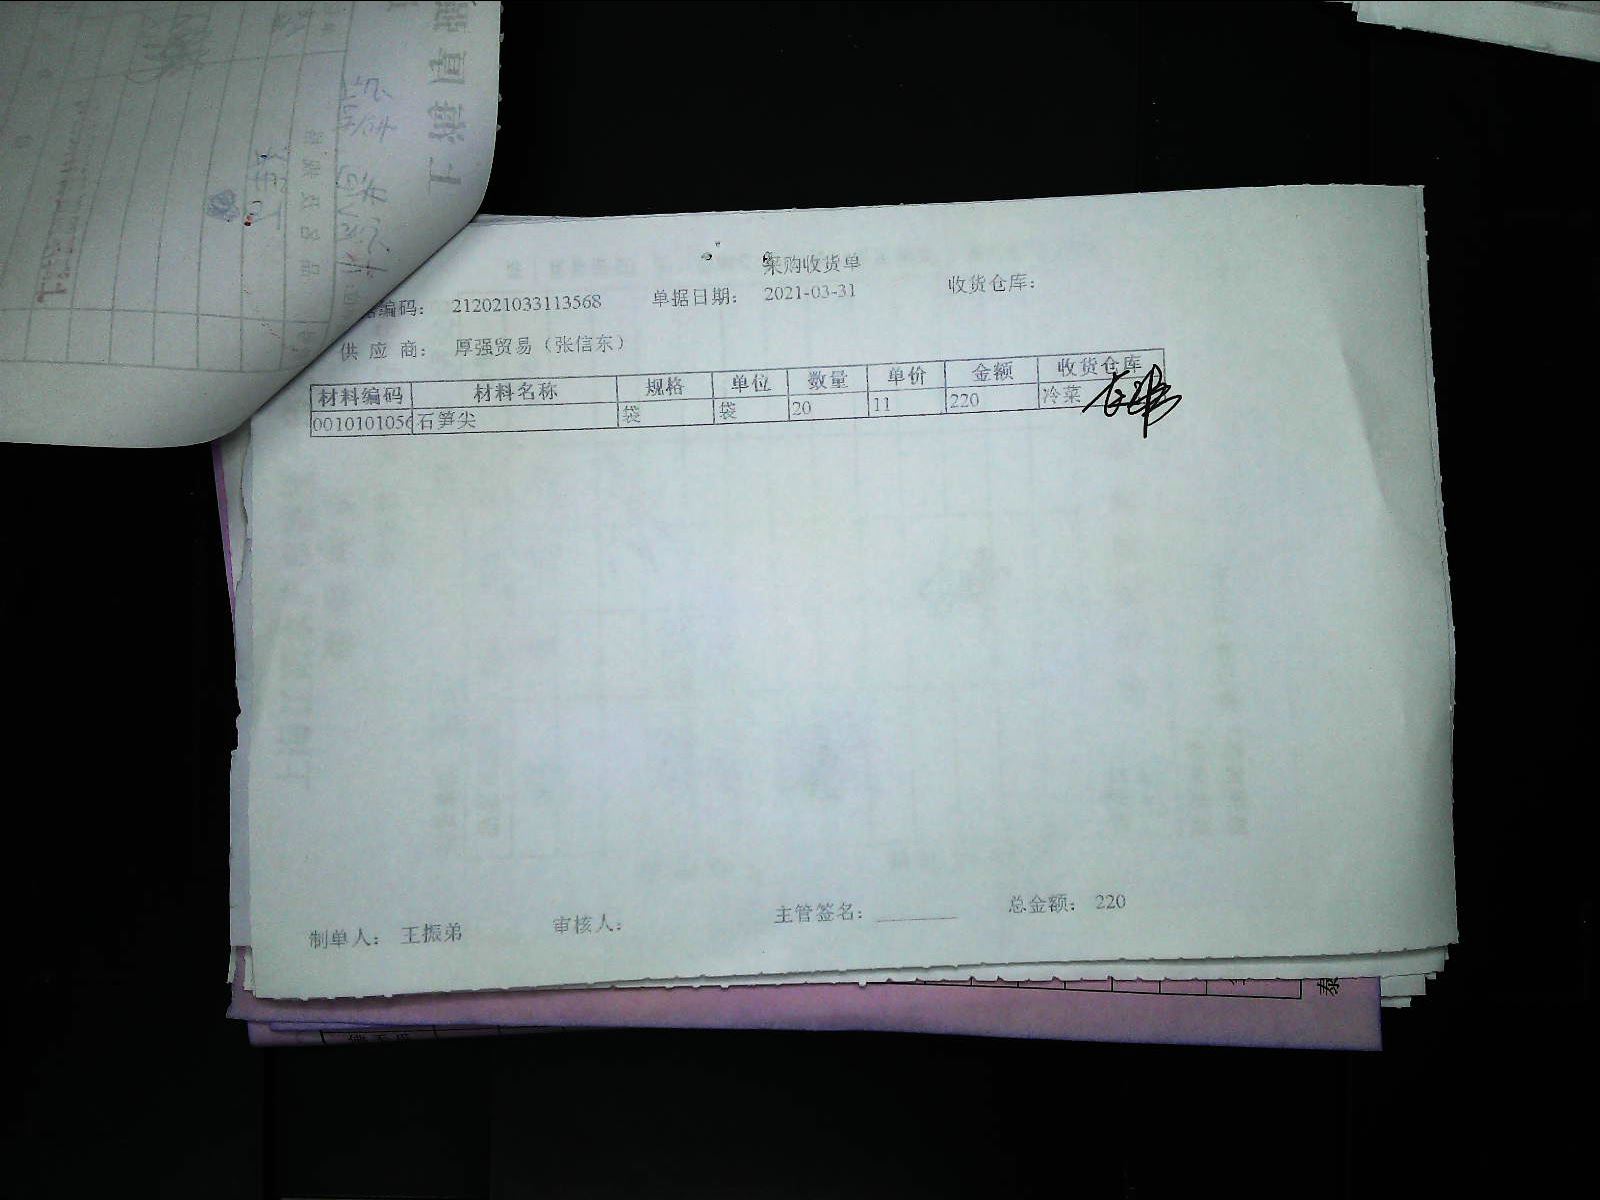 采购收货单
编码： 212021033113568 单据日期： 2021-03-31 收货仓库：
供 应 商： 厚强贸易（张信东）
材料编码 材料名称 规格 单位 数量 单价 金额 收货仓库
0010101056 石笋尖 袋 袋 20 11 220 冷菜
制单人： 王振弟 审核人： 主管签名： 总金额： 220